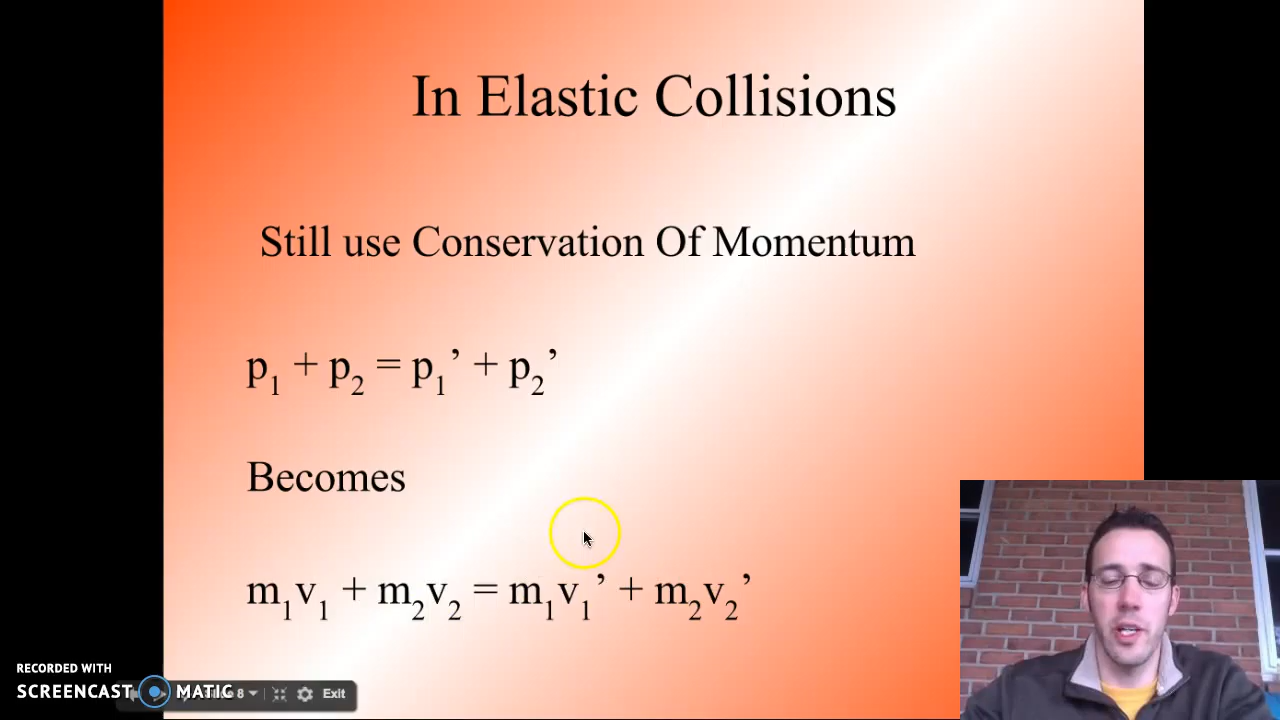 In Elastic Collisions
Still use Conservation Of Momentum
p₁ + p₂ = p₁’ + p₂’
Becomes
m₁v₁ + m₂v₂ = m₁v₁’ + m₂v₂’
RECORDED WITH
SCREENCAST MATIC
8
Exit